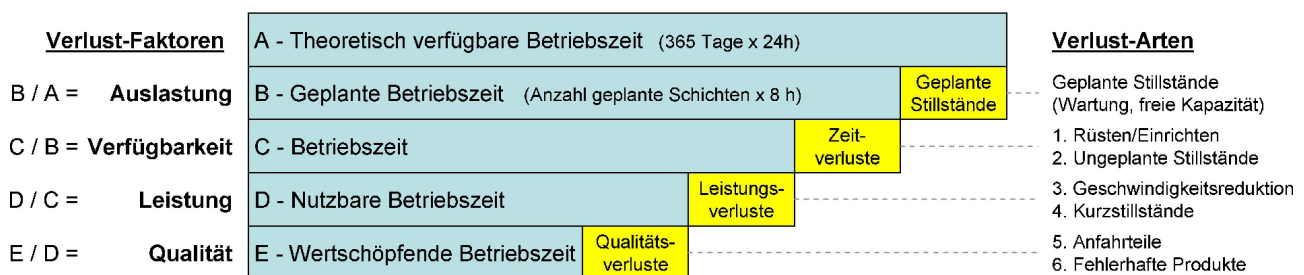 Verlust-Faktoren
A - Theoretisch verfügbare Betriebszeit (365 Tage x 24h)
Verlust-Arten
B / A = Auslastung
B - Geplante Betriebszeit (Anzahl geplante Schichten x 8 h)
Geplante
Stillstände
Geplante Stillstände
(Wartung, freie Kapazität)
C / B = Verfügbarkeit
C - Betriebszeit
Zeit-
verluste
1. Rüsten/Einrichten
2. Ungeplante Stillstände
D / C = Leistung
D - Nutzbare Betriebszeit
Leistungs-
verluste
3. Geschwindigkeitsreduktion
4. Kurzstillstände
E / D = Qualität
E - Wertschöpfende Betriebszeit
Qualitäts-
verluste
5. Anfahrteile
6. Fehlerhafte Produkte